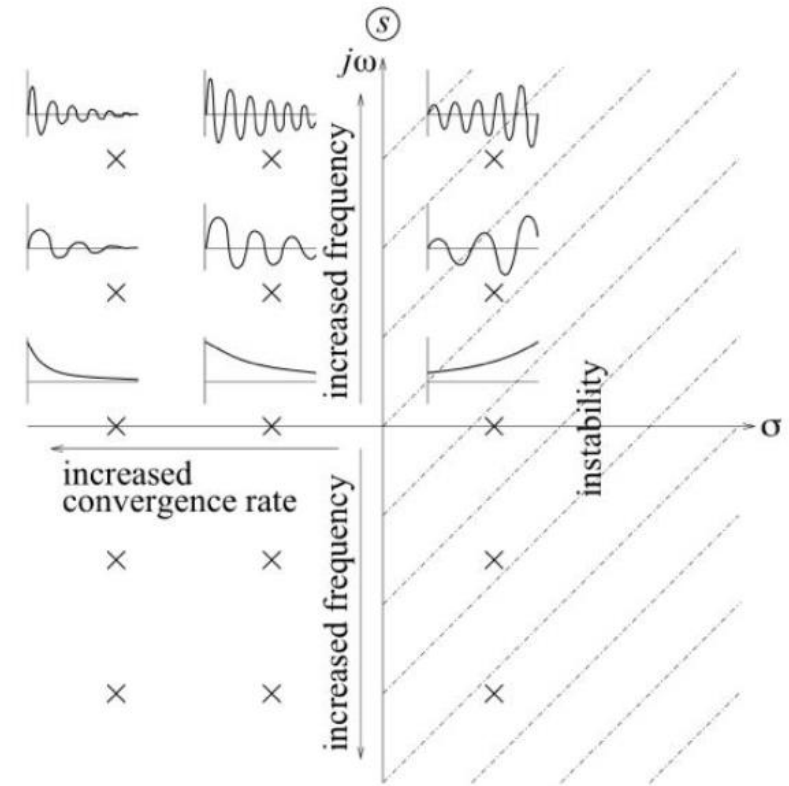 s
jω
increased frequency
instability
σ
increased
convergence rate
increased frequency